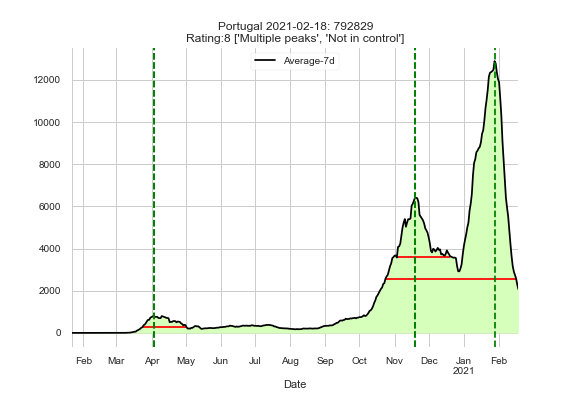 Portugal 2021-02-18: 792829
Rating:8 ['Multiple peaks', 'Not in control']
Average-7d
12000
10000
8000
6000
4000
2000
0
Feb Mar Apr May Jun Jul Aug Sep Oct Nov Dec Jan Feb
2021
Date